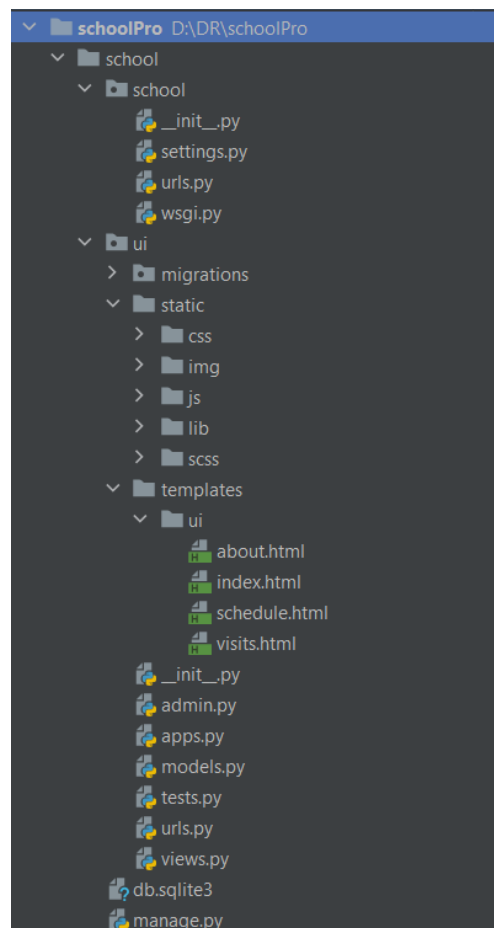 schoolPro D:\DR\schoolPro
school
school
__init__.py
settings.py
urls.py
wsgi.py
ui
migrations
static
css
img
js
lib
scss
templates
ui
about.html
index.html
schedule.html
visits.html
__init__.py
admin.py
apps.py
models.py
tests.py
urls.py
views.py
db.sqlite3
manage.py